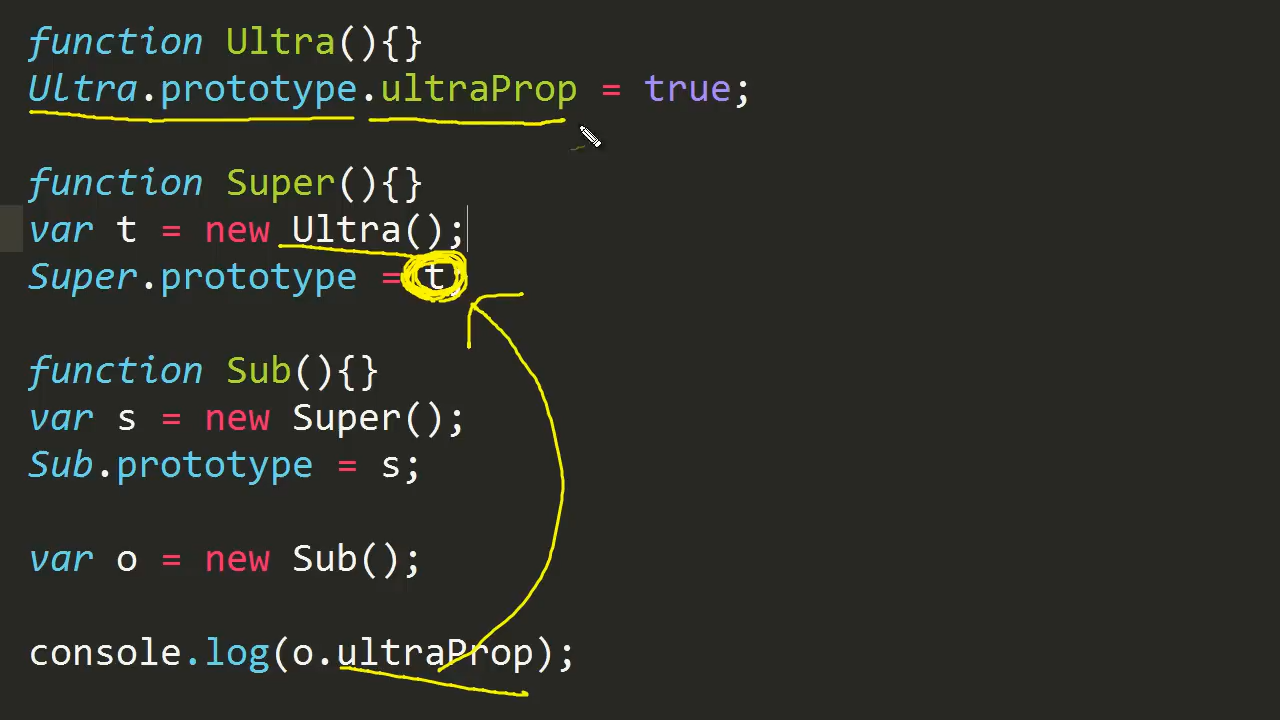 function Ultra(){}
Ultra.prototype.ultraProp = true;
function Super(){}
var t = new Ultra();
Super.prototype = t;
function Sub(){}
var s = new Super();
Sub.prototype = s;
var o = new Sub();
console.log(o.ultraProp);